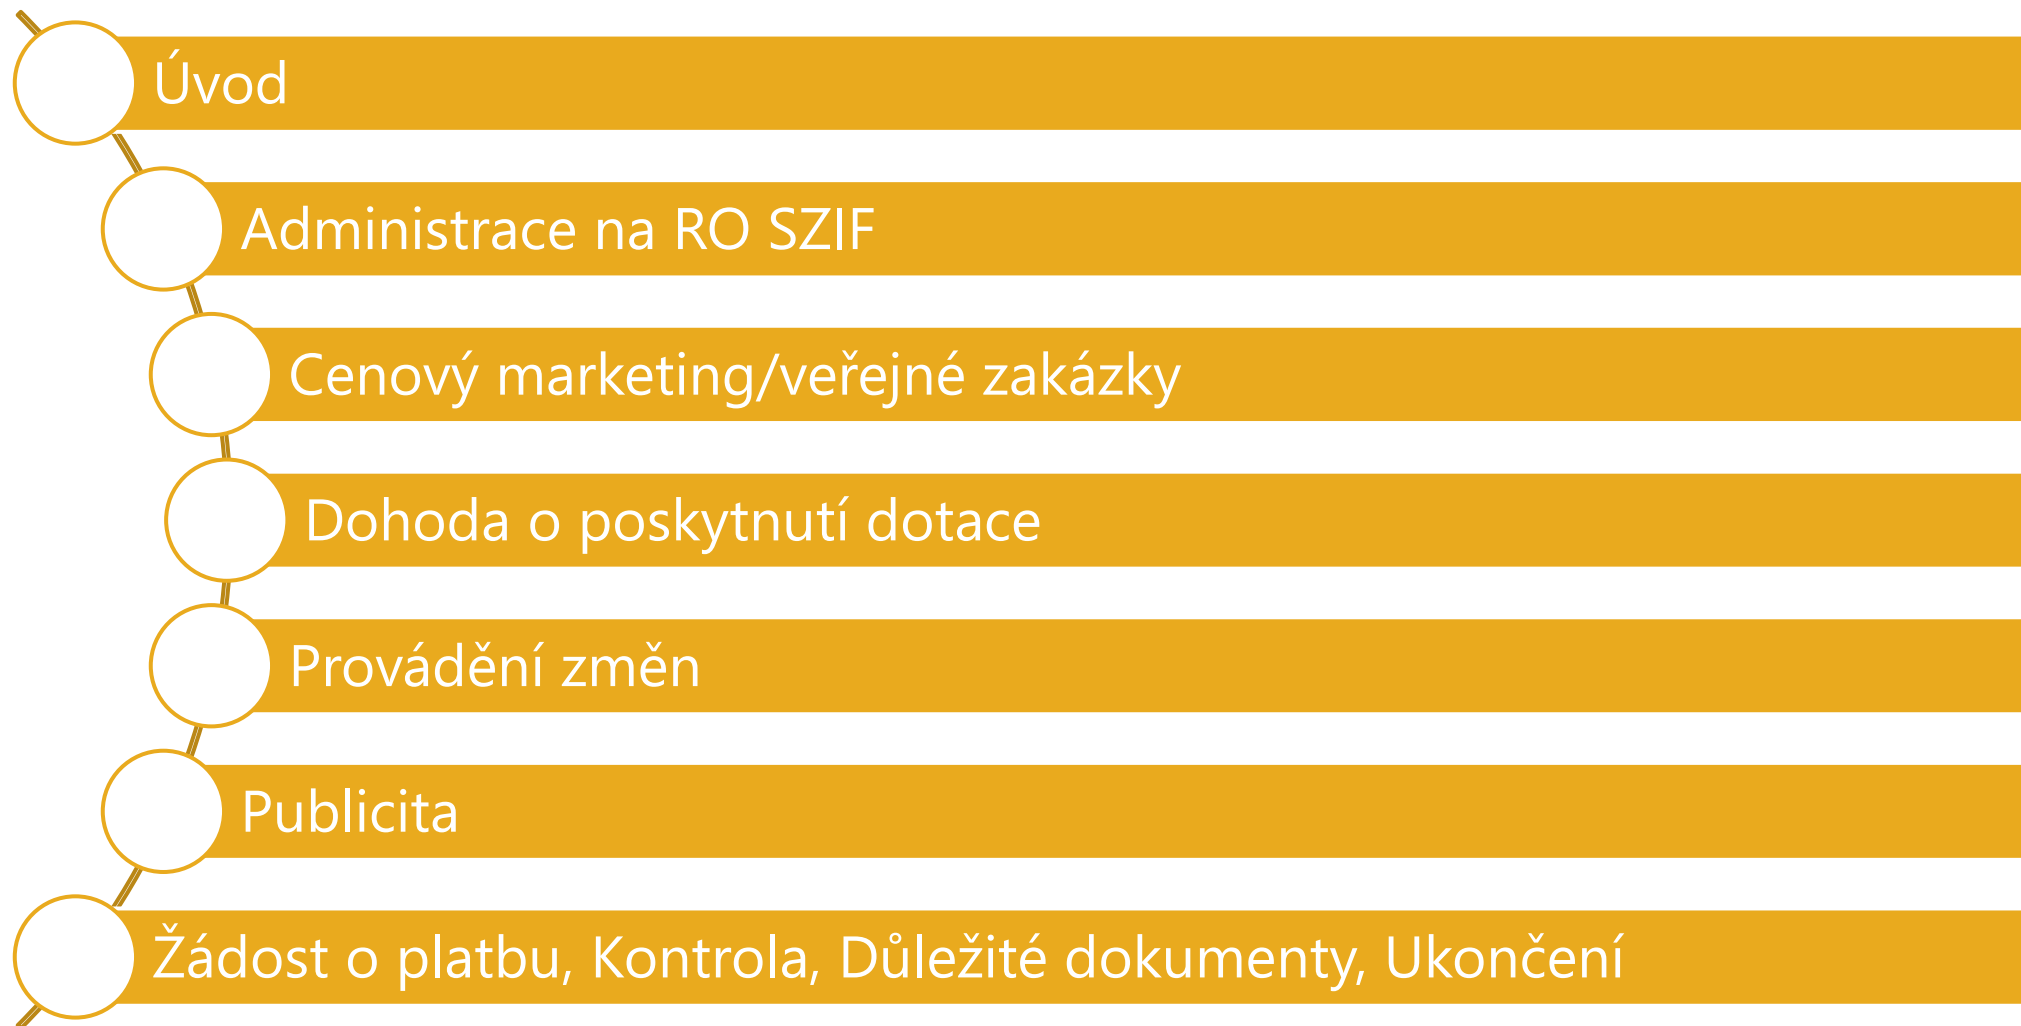 Úvod
Administrace na RO SZIF
Cenový marketing/veřejné zakázky
Dohoda o poskytnutí dotace
Provádění změn
Publicita
Žádost o platbu, Kontrola, Důležité dokumenty, Ukončení